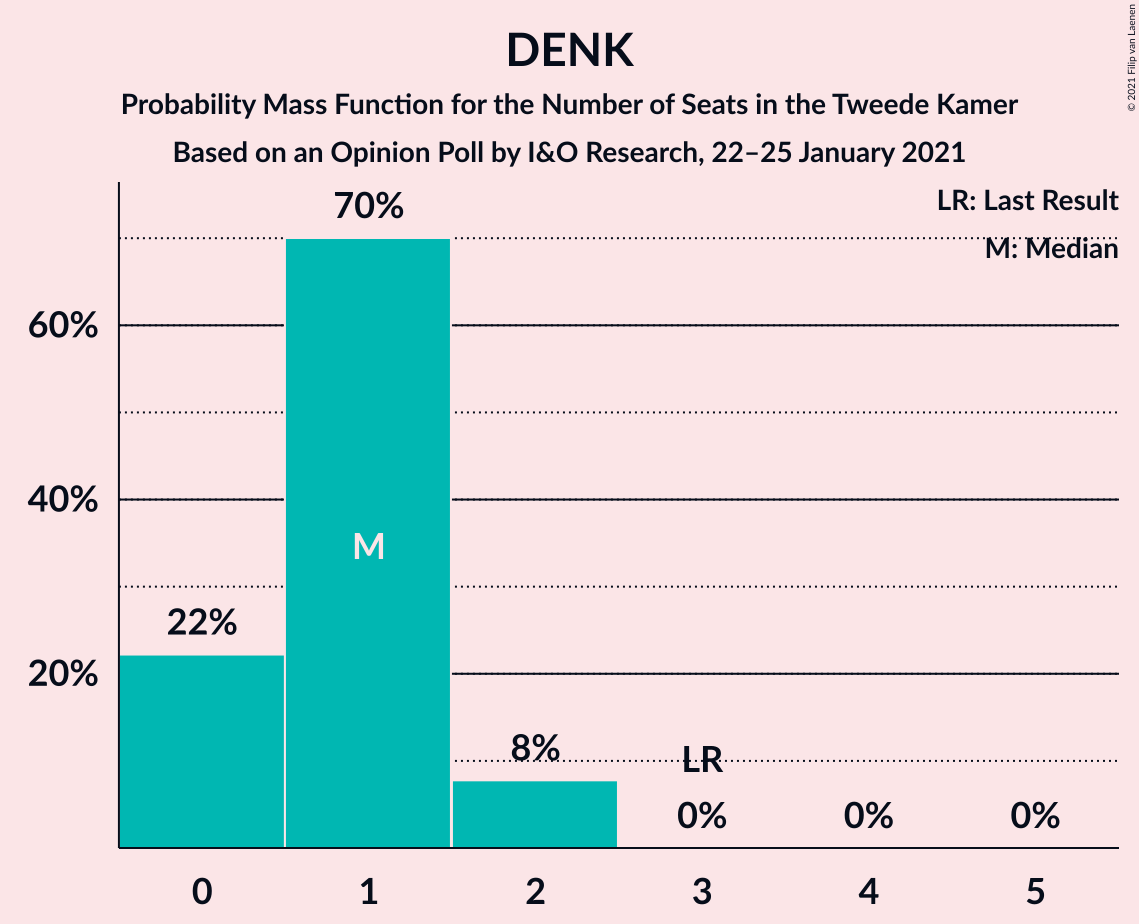 DENK
Probability Mass Function for the Number of Seats in the Tweede Kamer
Based on an Opinion Poll by I&O Research, 22–25 January 2021
© 2021 Filip van Laenen
LR: Last Result
M: Median
70%
60%
40%
M
22%
20%
8%
LR
0%
0%
0%
0
1
2
3
4
5